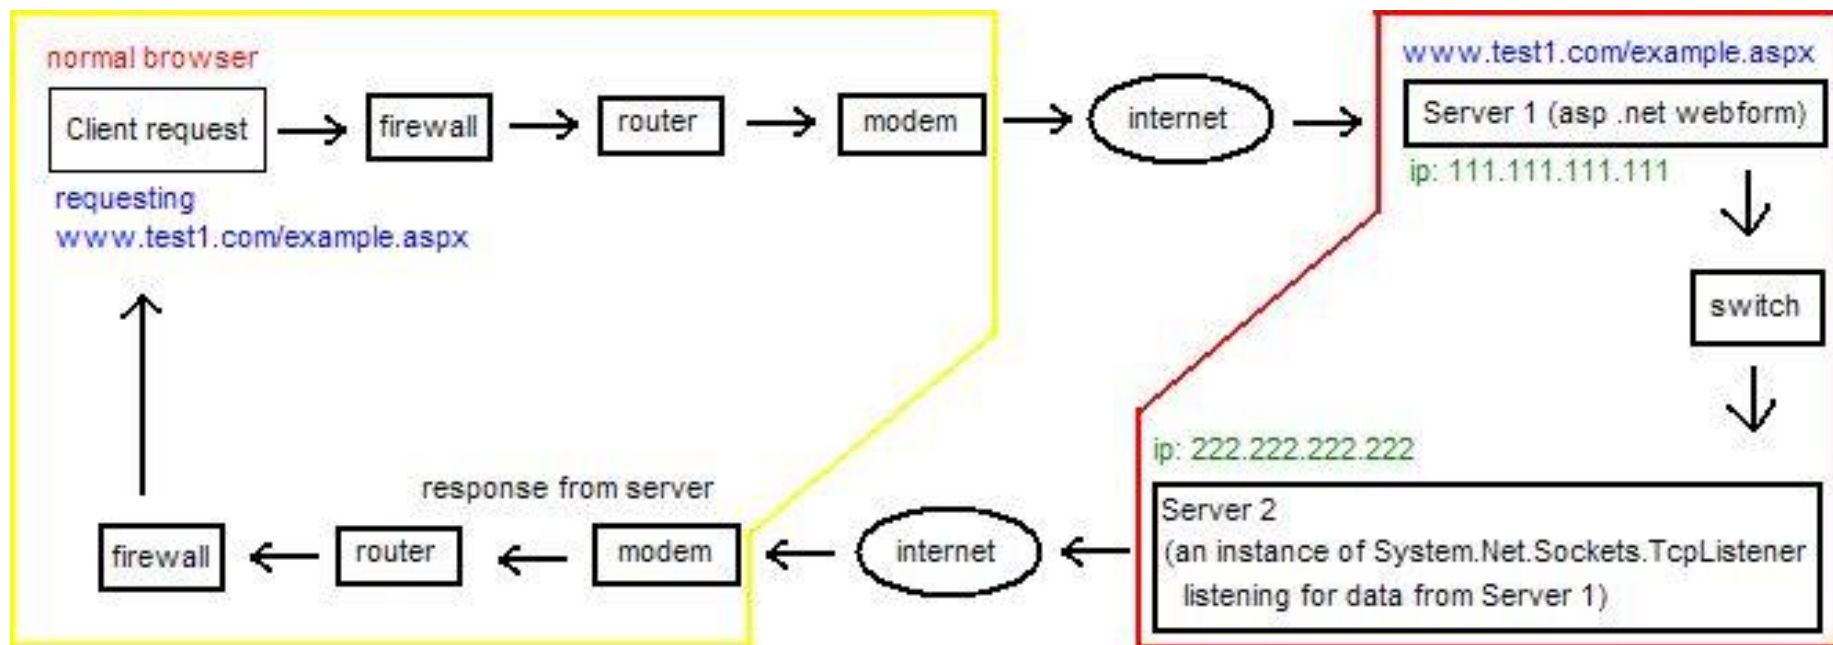 normal browser
Client request
requesting
www.test1.com/example.aspx
firewall
router
modem
internet
www.test1.com/example.aspx
Server 1 (asp .net webform)
ip: 111.111.111.111
switch
ip: 222.222.222.222
Server 2
(an instance of System.Net.Sockets.TcpListener
listening for data from Server 1)
internet
response from server
modem
router
firewall